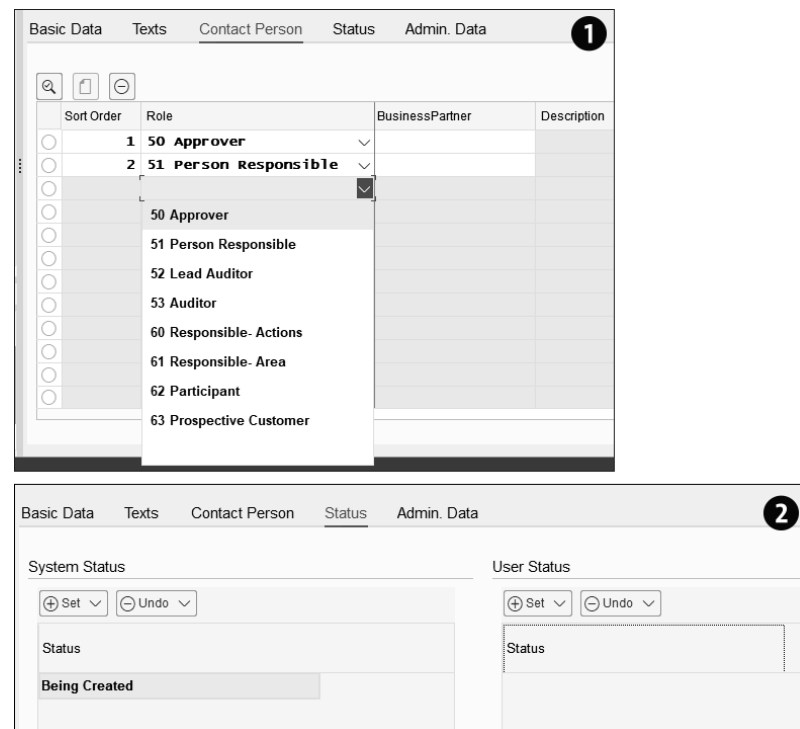 Basic Data Texts Contact Person Status Admin. Data 1
Sort Order Role BusinessPartner Description
1 50 Approver
2 51 Person Responsible
50 Approver
51 Person Responsible
52 Lead Auditor
53 Auditor
60 Responsible- Actions
61 Responsible- Area
62 Participant
63 Prospective Customer
Basic Data Texts Contact Person Status Admin. Data 2
System Status User Status
Set Undo Set Undo
Status Status
Being Created